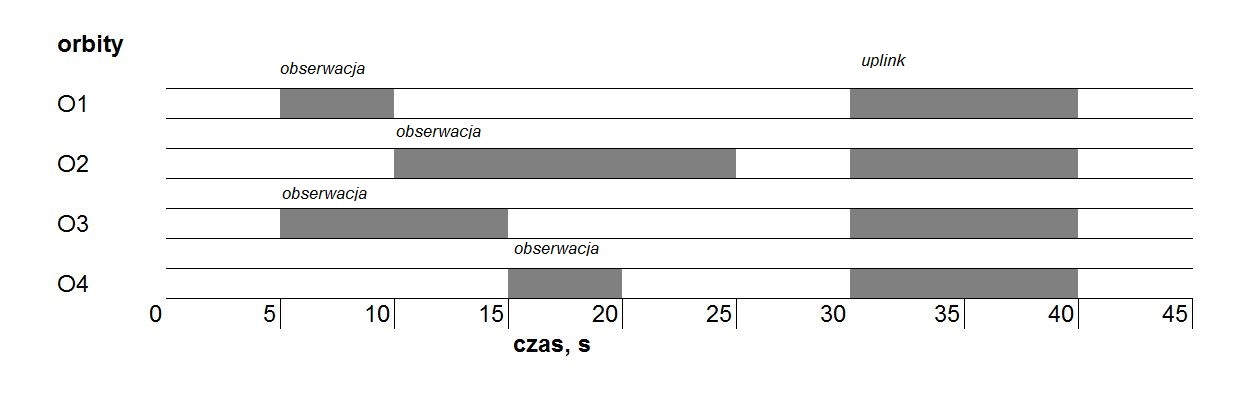 orbity
obserwacja
uplink
O1
obserwacja
O2
obserwacja
O3
obserwacja
O4
0 5 10 15 20 25 30 35 40 45
czas, s